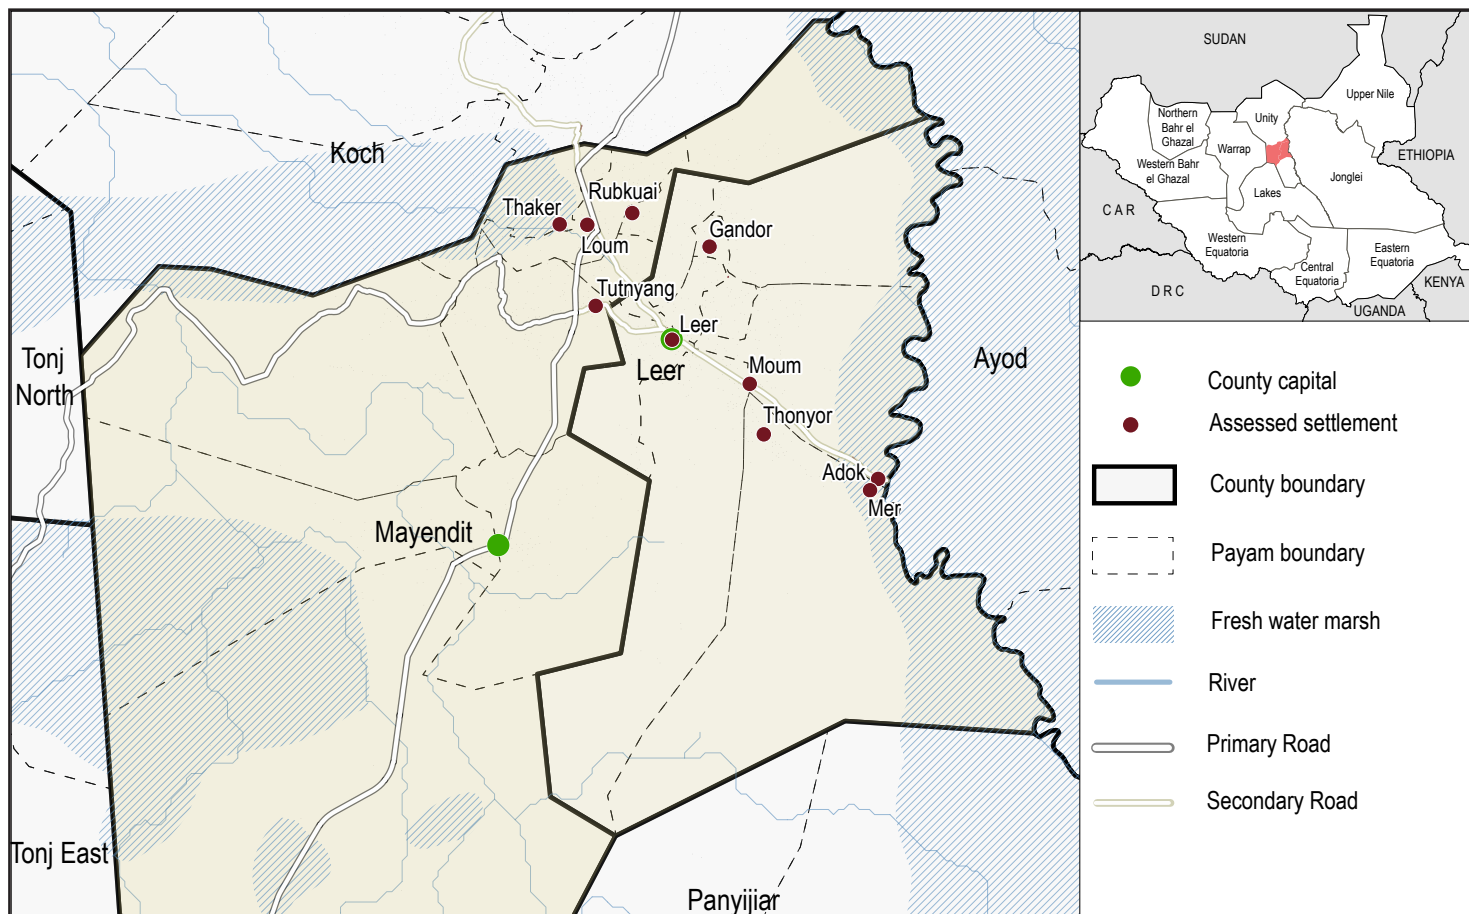 Koch
Thaker
Rubkuai
Loum
Gandor
Tutnyang
Leer
Leer
Moum
Thonyor
Adok
Mer
Mayendit
Tonj
North
Tonj East
Ayod
Panyijiar
SUDAN
Upper Nile
Northern
Bahr el
Ghazal
Unity
Warrap
Western Bahr
el Ghazal
ETHIOPIA
Jonglei
Lakes
CAR
Western
Equatoria
Eastern
Equatoria
Central
Equatoria
DRC
KENYA
UGANDA
County capital
Assessed settlement
County boundary
Payam boundary
Fresh water marsh
River
Primary Road
Secondary Road